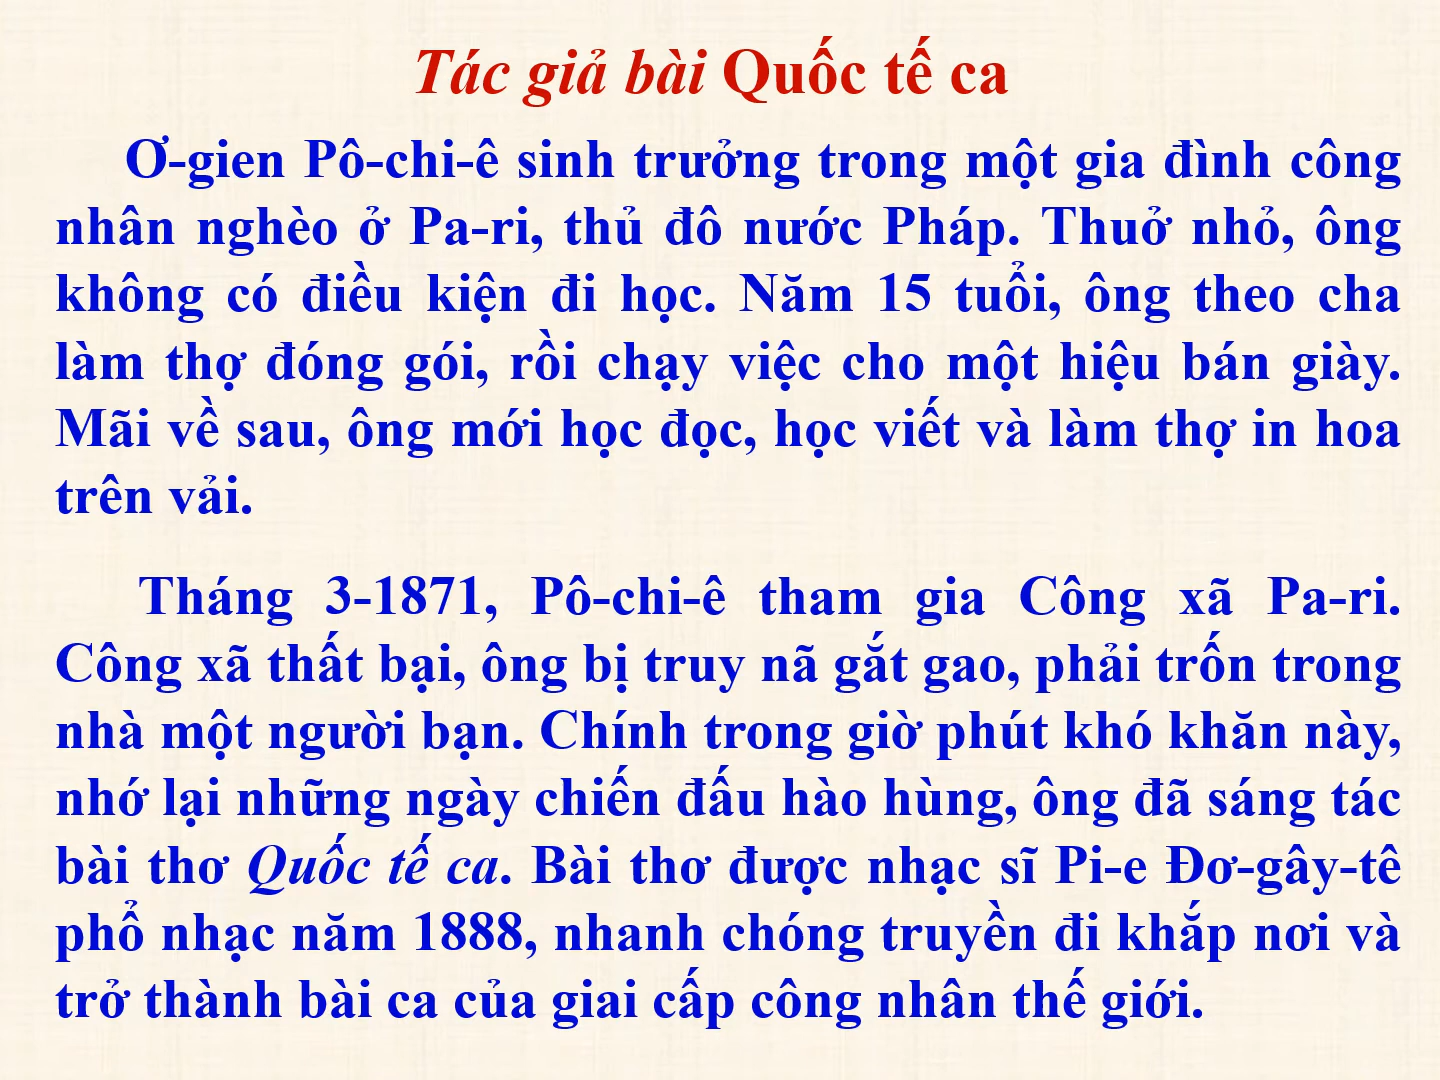 Tác giả bài Quốc tế ca
Ơ-gien Pô-chi-ê sinh trưởng trong một gia đình công
nhân nghèo ở Pa-ri, thủ đô nước Pháp. Thuở nhỏ, ông
không có điều kiện đi học. Năm 15 tuổi, ông theo cha
làm thợ đóng gói, rồi chạy việc cho một hiệu bán giày.
Mãi về sau, ông mới học đọc, học viết và làm thợ in hoa
trên vải.
Tháng 3-1871, Pô-chi-ê tham gia Công xã Pa-ri.
Công xã thất bại, ông bị truy nã gắt gao, phải trốn trong
nhà một người bạn. Chính trong giờ phút khó khăn này,
nhớ lại những ngày chiến đấu hào hùng, ông đã sáng tác
bài thơ Quốc tế ca. Bài thơ được nhạc sĩ Pi-e Đơ-gây-tê
phổ nhạc năm 1888, nhanh chóng truyền đi khắp nơi và
trở thành bài ca của giai cấp công nhân thế giới.